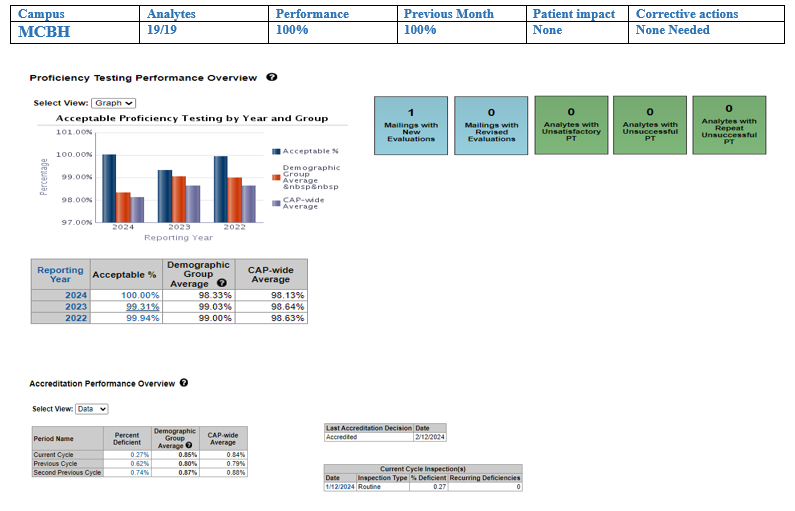 Campus Analytes Performance Previous Month Patient impact Corrective actions
MCBH 19/19 100% 100% None None Needed
Proficiency Testing Performance Overview ?
Select View: Graph
Acceptable Proficiency Testing by Year and Group
101.00%
100.00%
99.00%
98.00%
97.00%
Percentage
2024 2023 2022
Reporting Year
Acceptable %
Demographic
Group
Average
&nbsp&nbsp
CAP-wide
Average
1
Mailings with
New
Evaluations
0
Mailings with
Revised
Evaluations
0
Analytes with
Unsatisfactory
PT
0
Analytes with
Unsuccessful
PT
0
Analytes with
Repeat
Unsuccessful
PT
Reporting Year Acceptable % Demographic Group Average ? CAP-wide Average
2024 100.00% 98.33% 98.13%
2023 99.31% 99.03% 98.64%
2022 99.94% 99.00% 98.63%
Accreditation Performance Overview ?
Select View: Data
Period Name Percent Deficient Demographic Group Average ? CAP-wide Average
Current Cycle 0.27% 0.85% 0.84%
Previous Cycle 0.62% 0.80% 0.79%
Second Previous Cycle 0.74% 0.87% 0.88%
Last Accreditation Decision Date
Accredited 2/12/2024
Current Cycle Inspection(s)
Date Inspection Type % Deficient Recurring Deficiencies
1/12/2024 Routine 0.27 0